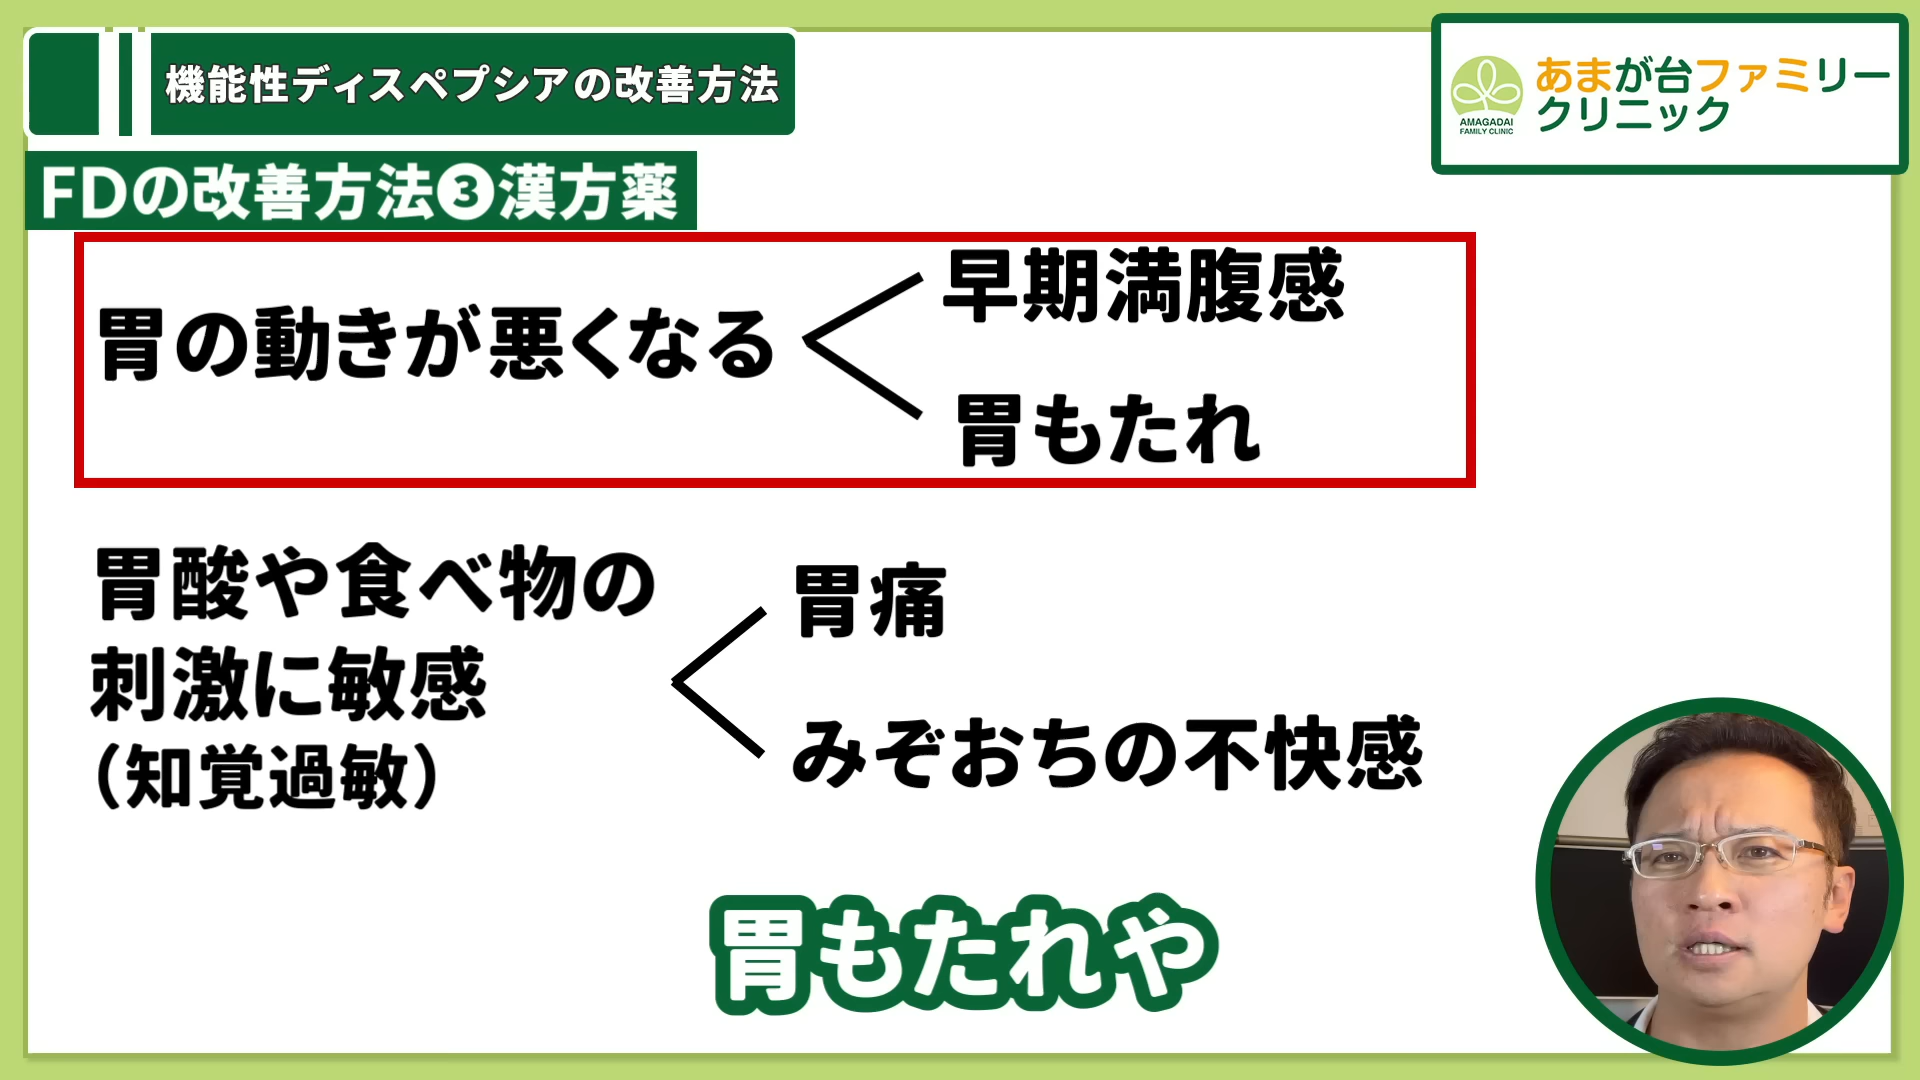 機能性ディスペプシアの改善方法
あまが台ファミリー
クリニック
AMAGADAI
FAMILY CLINIC
FDの改善方法❸漢方薬
胃の動きが悪くなる
早期満腹感
胃もたれ
胃酸や食べ物の
刺激に敏感
（知覚過敏）
胃痛
みぞおちの不快感
胃もたれや